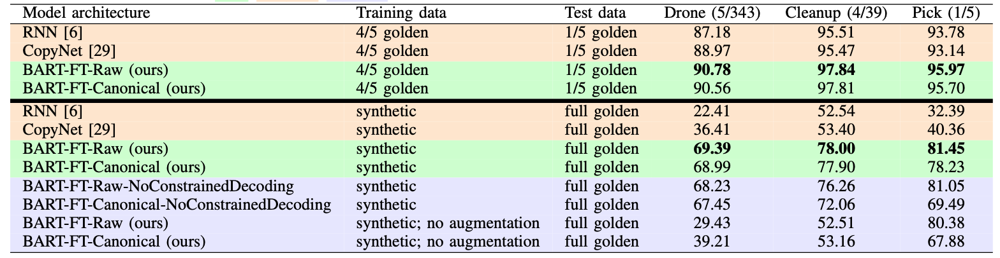 Model architecture Training data Test data Drone (5/343) Cleanup (4/39) Pick (1/5)
RNN [6] 4/5 golden 1/5 golden 87.18 95.51 93.78
CopyNet [29] 4/5 golden 1/5 golden 88.97 95.47 93.14
BART-FT-Raw (ours) 4/5 golden 1/5 golden 90.78 97.84 95.97
BART-FT-Canonical (ours) 4/5 golden 1/5 golden 90.56 97.81 95.70
RNN [6] synthetic full golden 22.41 52.54 32.39
CopyNet [29] synthetic full golden 36.41 53.40 40.36
BART-FT-Raw (ours) synthetic full golden 69.39 78.00 81.45
BART-FT-Canonical (ours) synthetic full golden 68.99 77.90 78.23
BART-FT-Raw-NoConstrainedDecoding synthetic full golden 68.23 76.26 81.05
BART-FT-Canonical-NoConstrainedDecoding synthetic full golden 67.45 72.06 69.49
BART-FT-Raw (ours) synthetic; no augmentation full golden 29.43 52.51 80.38
BART-FT-Canonical (ours) synthetic; no augmentation full golden 39.21 53.16 67.88